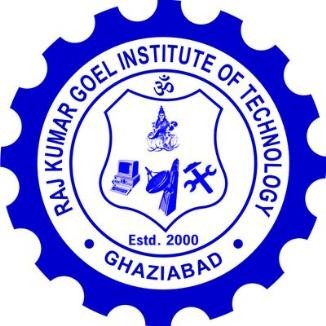 RAJ KUMAR GOEL INSTITUTE OF TECHNOLOGY
ॐ
Estd. 2000
• GHAZIABAD •